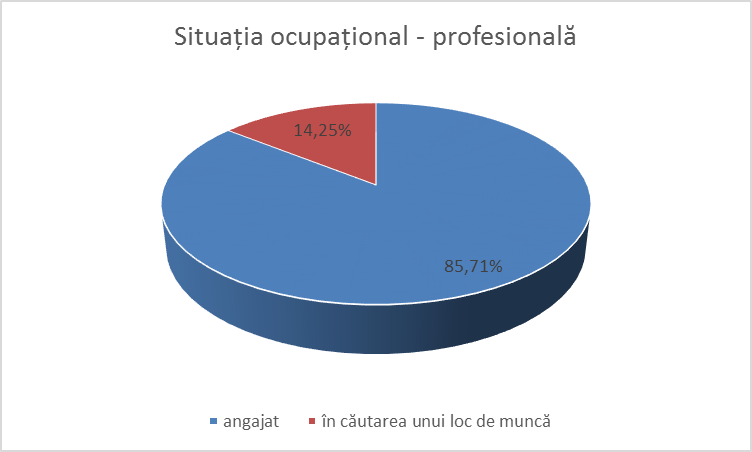 Situația ocupațional - profesională
14,25%
85,71%
angajat
în căutarea unui loc de muncă